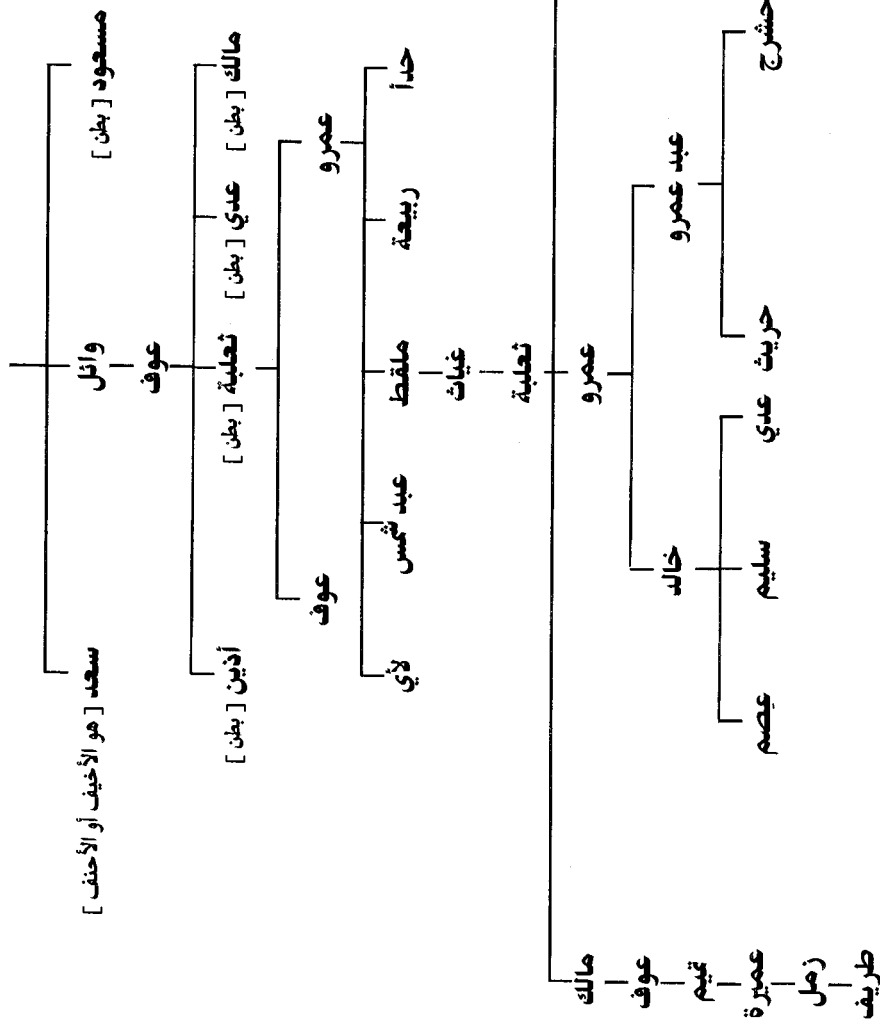 مسعود [ بطن ]
وائل
سعد [ هو الأخيف أو الأحنف ]
عوف
مالك [ بطن ]
عدي [ بطن ]
ثعلبة [ بطن ]
أذين [ بطن ]
عمرو
عوف
حدأ
ربيعة
ملقط
عبد شمس
لأي
غياث
ثعلبة
عمرو
مالك
عبد عمرو
خالد
عوف
تيم
حشرج
حريث
عدي
سليم
عصم
عميرة
زمل
طريف